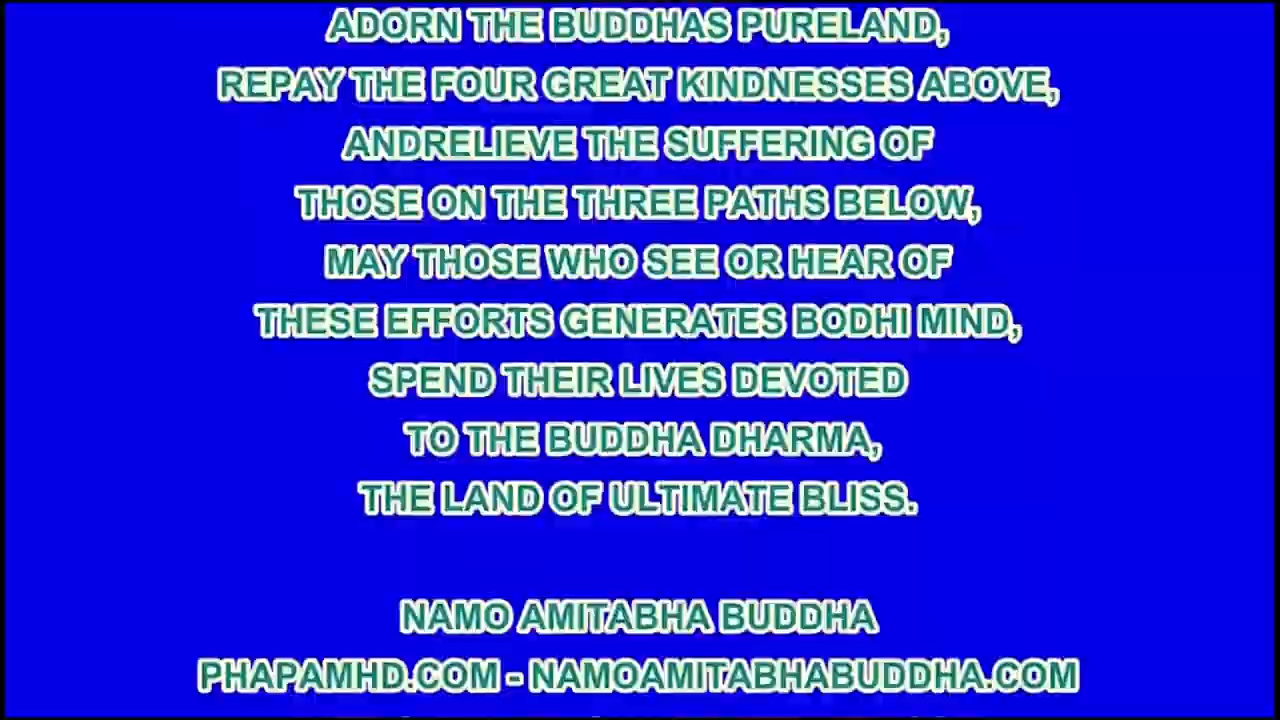 ADORN THE BUDDHAS PURELAND,
REPAY THE FOUR GREAT KINDNESSES ABOVE,
ANDRELIEVE THE SUFFERING OF
THOSE ON THE THREE PATHS BELOW,
MAY THOSE WHO SEE OR HEAR OF
THESE EFFORTS GENERATES BODHI MIND,
SPEND THEIR LIVES DEVOTED
TO THE BUDDHA DHARMA,
THE LAND OF ULTIMATE BLISS.
NAMO AMITABHA BUDDHA
PHAPAMHD.COM - NAMOAMITABHABUDDHA.COM